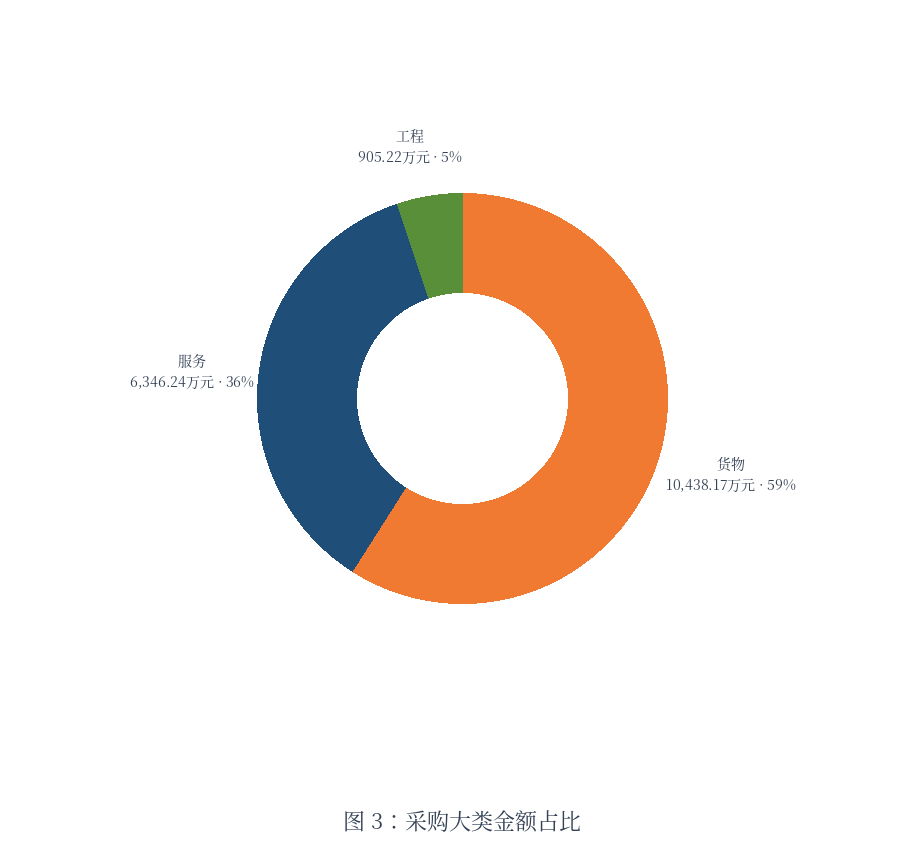 工程
905.22万元 · 5%
服务
6,346.24万元 · 36%
货物
10,438.17万元 · 59%
图 3：采购大类金额占比